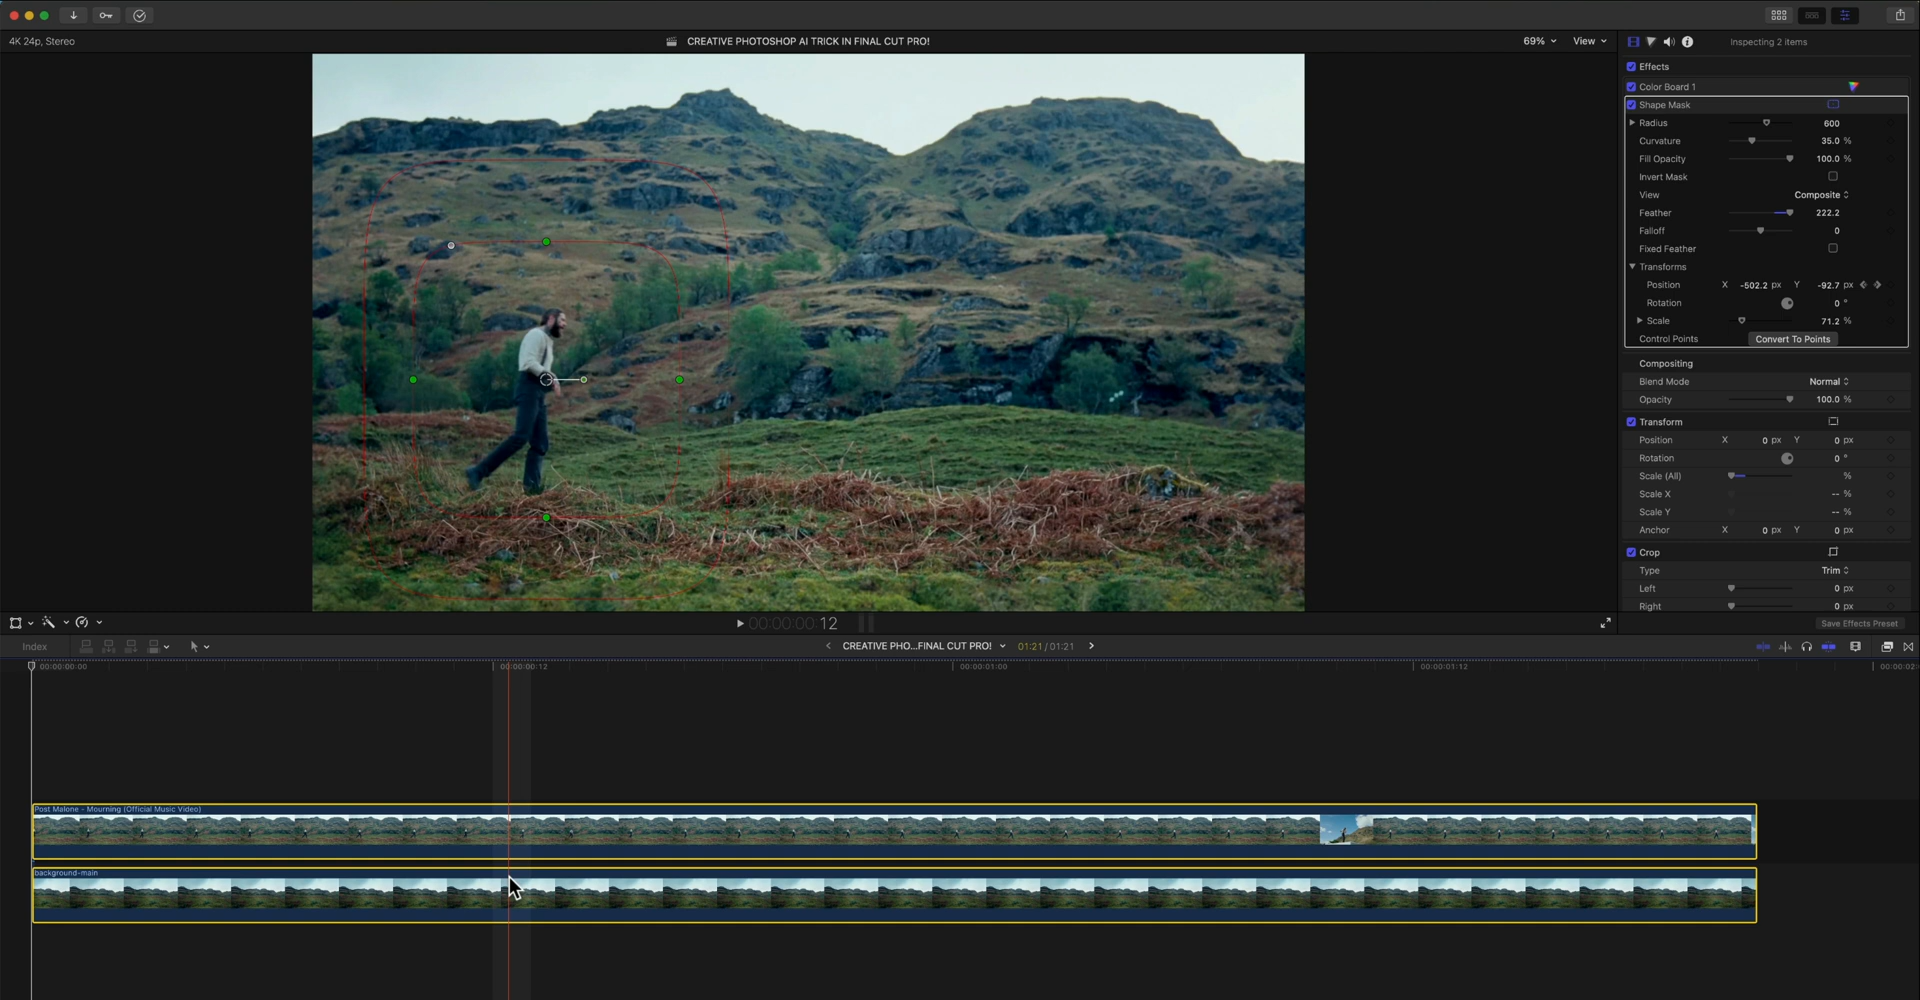 4K 24p, Stereo
CREATIVE PHOTOSHOP AI TRICK IN FINAL CUT PRO!
69%
View
Inspecting 2 items
Effects
Color Board 1
Shape Mask
Radius 600
Curvature 35.0 %
Fill Opacity 100.0 %
Invert Mask
View Composite
Feather 222.2
Falloff 0
Fixed Feather
Transforms
Position X -502.2 px Y -92.7 px
Rotation 0 °
Scale 71.2 %
Control Points Convert To Points
Compositing
Blend Mode Normal
Opacity 100.0 %
Transform
Position X 0 px Y 0 px
Rotation 0 °
Scale (All) %
Scale X -- %
Scale Y -- %
Anchor X 0 px Y 0 px
Crop
Type Trim
Left 0 px
Right 0 px
00:00:00:12
Save Effects Preset
Index
CREATIVE PHO...FINAL CUT PRO!
01:21 / 01:21
00:00:00:00
00:00:00:12
00:00:01:00
00:00:01:12
00:00:02:0
Post Malone - Mourning (Official Music Video)
background-main